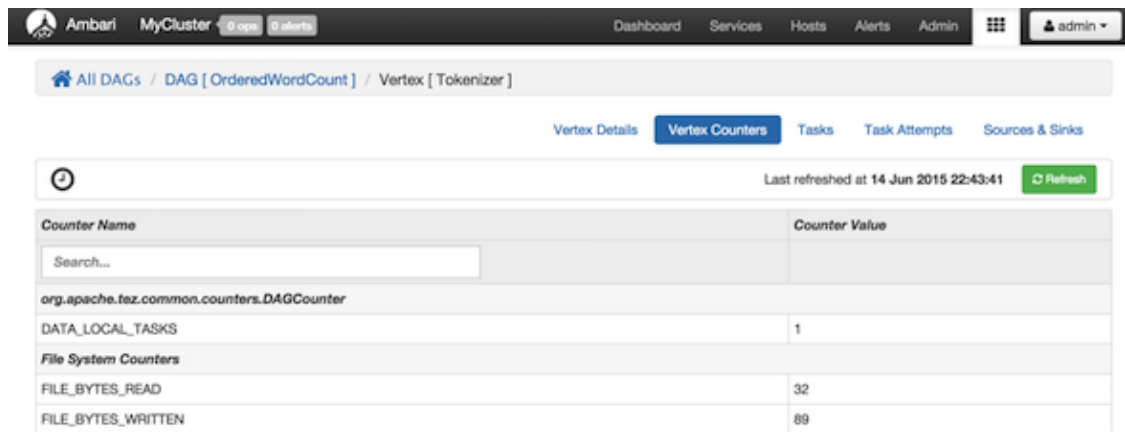 Ambari MyCluster 0 ops 0 alerts Dashboard Services Hosts Alerts Admin admin
All DAGs / DAG [ OrderedWordCount ] / Vertex [ Tokenizer ]
Vertex Details Vertex Counters Tasks Task Attempts Sources & Sinks
Last refreshed at 14 Jun 2015 22:43:41 Refresh
Counter Name Counter Value
Search...
org.apache.tez.common.counters.DAGCounter
DATA_LOCAL_TASKS 1
File System Counters
FILE_BYTES_READ 32
FILE_BYTES_WRITTEN 89